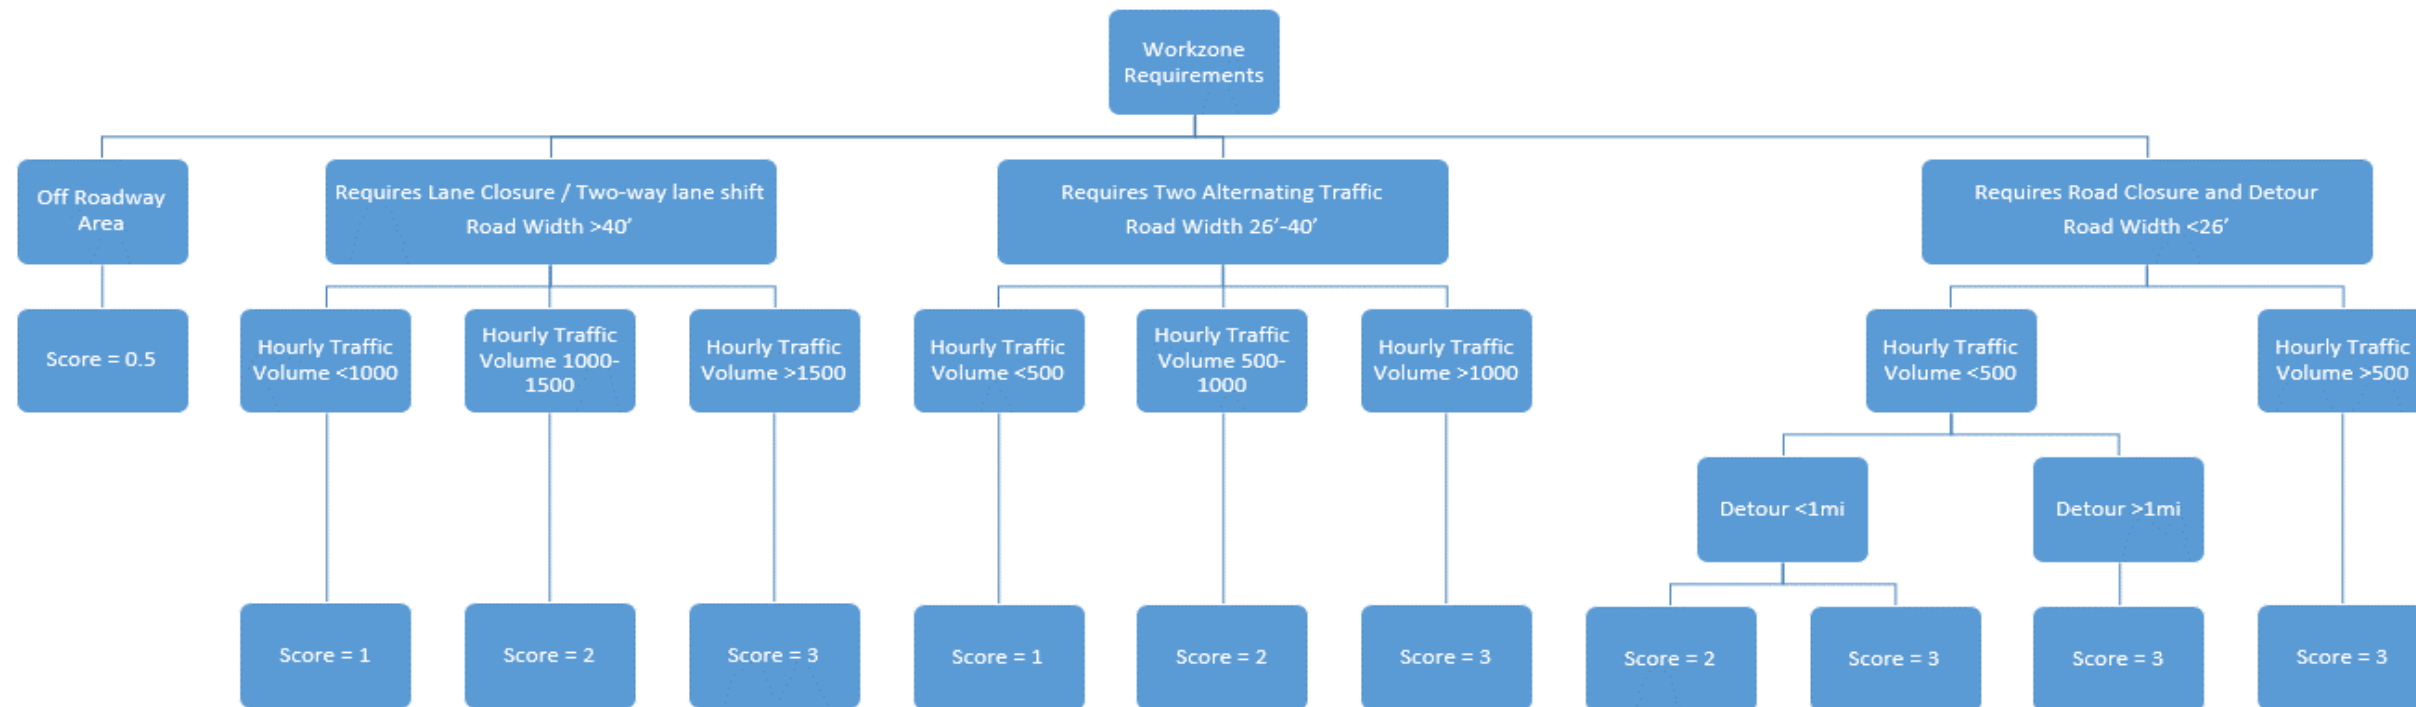 Workzone
Requirements
Off Roadway
Area
Requires Lane Closure / Two-way lane shift
Road Width >40′
Requires Two Alternating Traffic
Road Width 26′-40′
Requires Road Closure and Detour
Road Width <26′
Score = 0.5
Hourly Traffic
Volume <1000
Hourly Traffic
Volume 1000-
1500
Hourly Traffic
Volume >1500
Hourly Traffic
Volume <500
Hourly Traffic
Volume 500-
1000
Hourly Traffic
Volume >1000
Hourly Traffic
Volume <500
Hourly Traffic
Volume >500
Detour <1mi
Detour >1mi
Score = 1
Score = 2
Score = 3
Score = 1
Score = 2
Score = 3
Score = 2
Score = 3
Score = 3
Score = 3